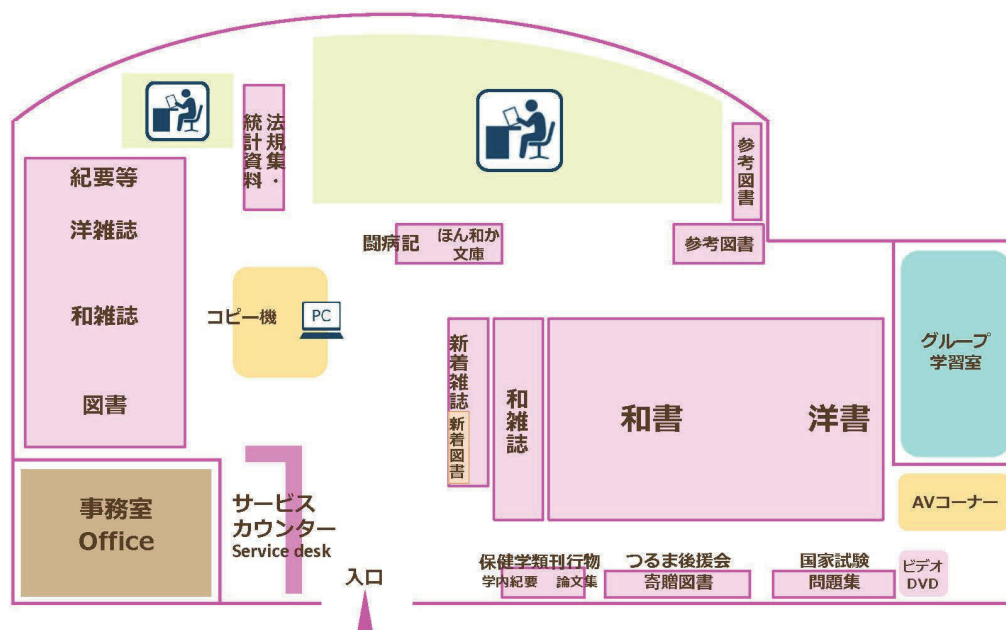 法規集・
統計資料
紀要等
洋雑誌
和雑誌
図書
参考図書
闘病記
ほん和か
文庫
参考図書
コピー機
PC
新着雑誌
新着図書
和雑誌
和書
洋書
グループ
学習室
AVコーナー
事務室
Office
サービス
カウンター
Service desk
入口
保健学類刊行物
学内紀要 論文集
つるま後援会
寄贈図書
国家試験
問題集
ビデオ
DVD